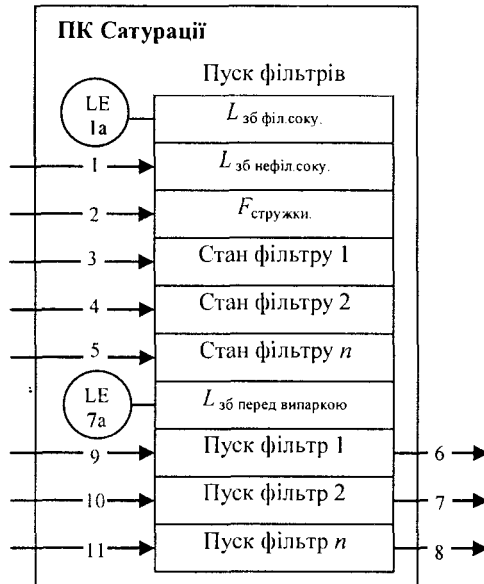 ПК Сатурації
Пуск фільтрів
LE
1а
L зб філ.соку.
1
L зб нефіл.соку.
2
F стружки.
3
Стан фільтру 1
4
Стан фільтру 2
5
Стан фільтру n
LE
7а
L зб перед випаркою
9
Пуск фільтр 1
6
10
Пуск фільтр 2
7
11
Пуск фільтр n
8